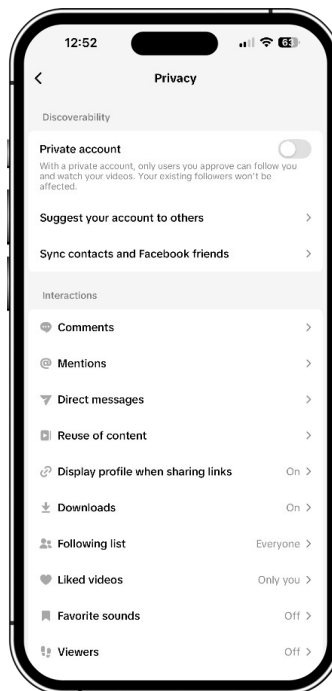 12:52
63
Privacy
Discoverability
Private account
With a private account, only users you approve can follow you
and watch your videos. Your existing followers won't be
affected.
Suggest your account to others
Sync contacts and Facebook friends
Interactions
Comments
Mentions
Direct messages
Reuse of content
Display profile when sharing links On
Downloads On
Following list Everyone
Liked videos Only you
Favorite sounds Off
Viewers Off